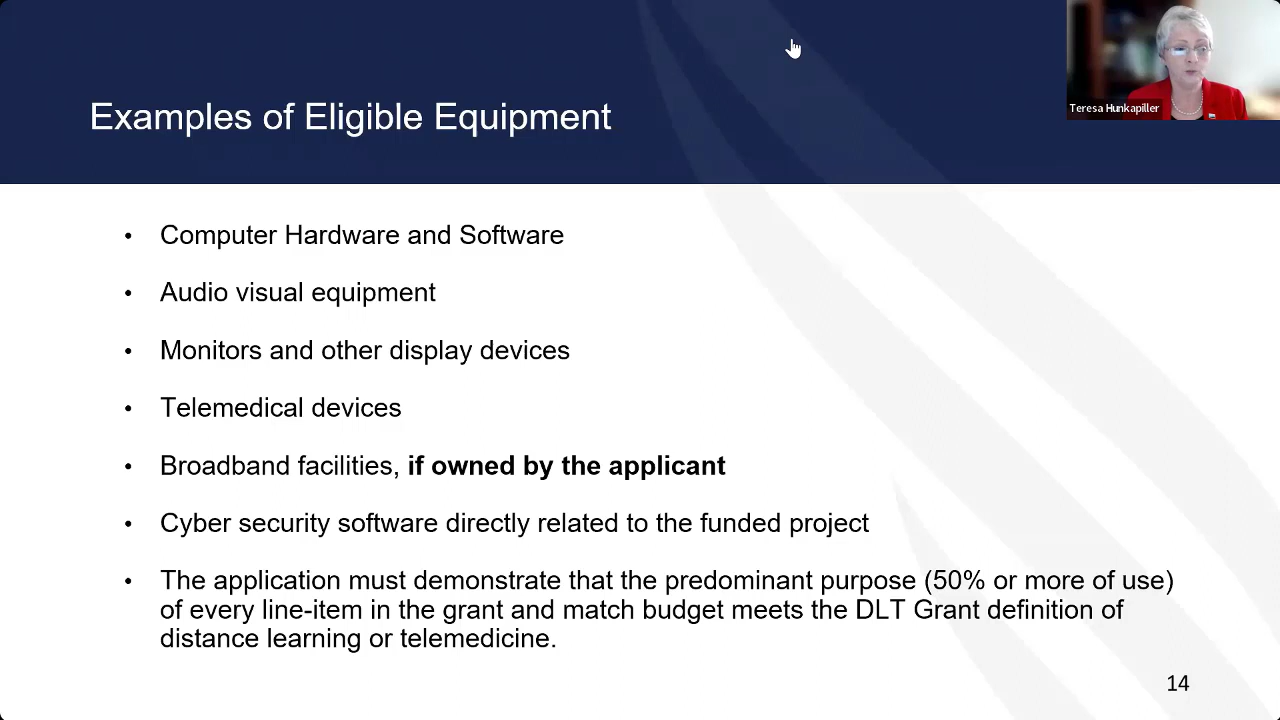 Teresa Hunkapiller
Examples of Eligible Equipment
• Computer Hardware and Software
• Audio visual equipment
• Monitors and other display devices
• Telemedical devices
• Broadband facilities, if owned by the applicant
• Cyber security software directly related to the funded project
• The application must demonstrate that the predominant purpose (50% or more of use)
of every line-item in the grant and match budget meets the DLT Grant definition of
distance learning or telemedicine.
14